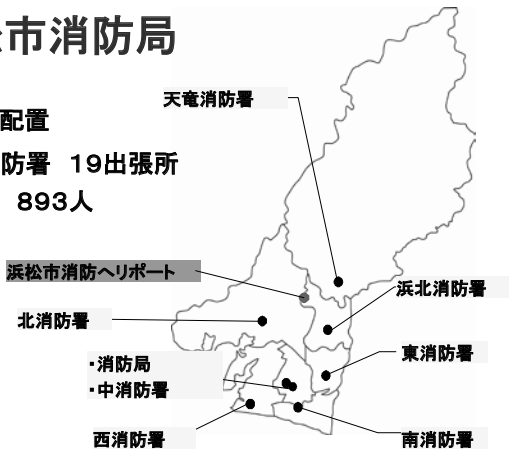 市消防局
天竜消防署
配置
防署 19出張所
893人
浜松市消防ヘリポート
浜北消防署
北消防署
・消防局
・中消防署
東消防署
西消防署
南消防署